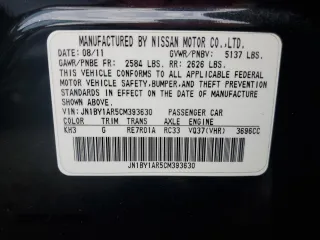 MANUFACTURED BY NISSAN MOTOR CO.,LTD.
DATE: 08/11 GVWR/PNBV: 5137 LBS.
GAWR/PNBE FR: 2584 LBS. RR: 2626 LBS.
THIS VEHICLE CONFORMS TO ALL APPLICABLE FEDERAL
MOTOR VEHICLE SAFETY,BUMPER,AND THEFT PREVENTION
STANDARDS IN EFFECT ON THE DATE OF
MANUFACTURE SHOWN ABOVE.
VIN: JN1BY1AR5CM393630 PASSENGER CAR
COLOR TRIM TRANS AXLE ENGINE
KH3 G RE7R01A RC33 VQ37(VHR) 3696CC
JN1BY1AR5CM393630